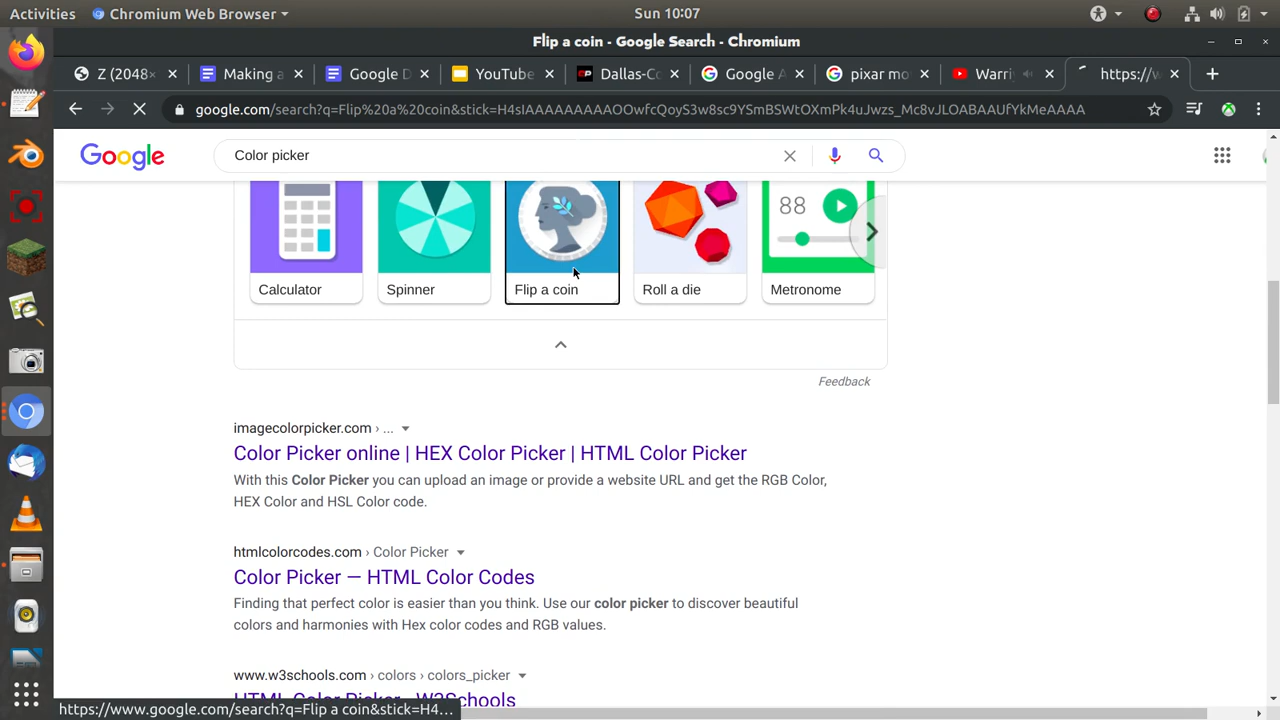 Activities
Chromium Web Browser
Sun 10:07
Flip a coin - Google Search - Chromium
Z (2048×
Making a
Google D
YouTube
Dallas-Co
Google A
pixar mo
Warri
https://w
google.com/search?q=Flip%20a%20coin&stick=H4sIAAAAAAAAOOwfcQoyS3w8sc9YSmBSWtOXmPk4uJwzs_Mc8vJLOABAAUfYkMeAAAA
Google
Color picker
88
Calculator
Spinner
Flip a coin
Roll a die
Metronome
Feedback
imagecolorpicker.com › ...
Color Picker online | HEX Color Picker | HTML Color Picker
With this Color Picker you can upload an image or provide a website URL and get the RGB Color,
HEX Color and HSL Color code.
htmlcolorcodes.com › Color Picker
Color Picker — HTML Color Codes
Finding that perfect color is easier than you think. Use our color picker to discover beautiful
colors and harmonies with Hex color codes and RGB values.
www.w3schools.com › colors › colors_picker
HTML Color Picker - W3Schools
https://www.google.com/search?q=Flip a coin&stick=H4...